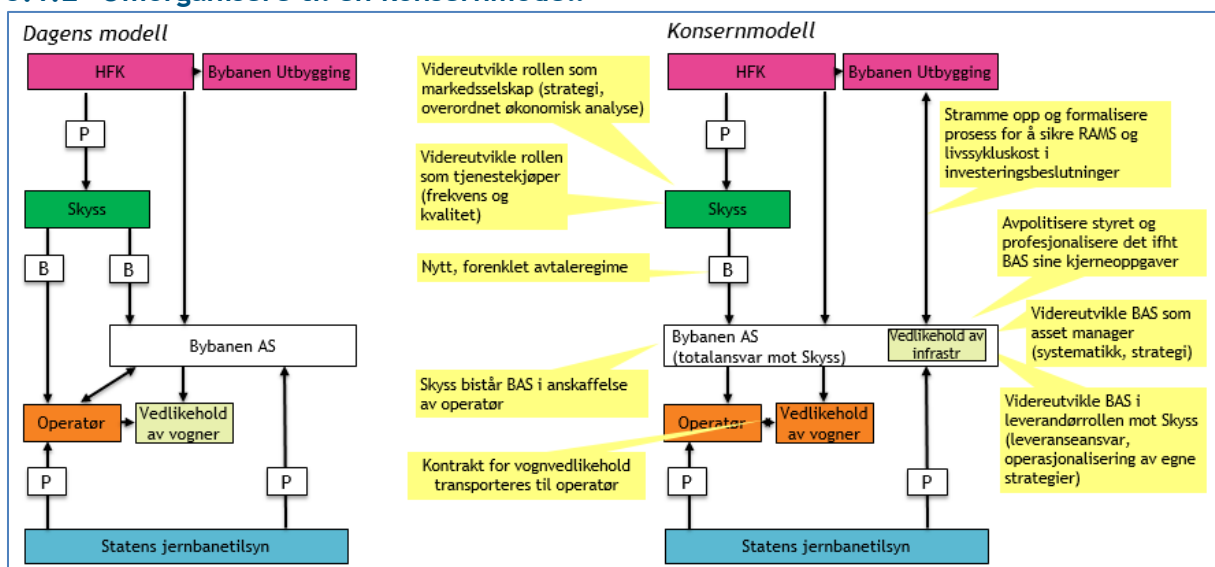 Dagens modell
HFK
Bybanen Utbygging
P
Skyss
B
B
Bybanen AS
Operatør
Vedlikehold
av vogner
P
P
Statens jernbanetilsyn
Konsernmodell
Videreutvikle rollen som
markedsselskap (strategi,
overordnet økonomisk analyse)
HFK
Bybanen Utbygging
P
Stramme opp og formalisere
prosess for å sikre RAMS og
livssykluskost i
investeringsbeslutninger
Videreutvikle rollen
som tjenestekjøper
(frekvens og
kvalitet)
Skyss
Avpolitisere styret og
profesjonalisere det ifht
BAS sine kjerneoppgaver
Nytt, forenklet avtaleregime
B
Bybanen AS
(totalansvar mot Skyss)
Vedlikehold av
infrastr
Videreutvikle BAS som
asset manager
(systematikk, strategi)
Skyss bistår BAS i anskaffelse
av operatør
Operatør
Vedlikehold
av vogner
Videreutvikle BAS i
leverandørrollen mot Skyss
(leveranseansvar,
operasjonalisering av egne
strategier)
Kontrakt for vognvedlikehold
transporteres til operatør
P
P
Statens jernbanetilsyn